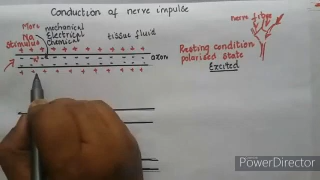 Conduction of nerve impulse
More
Na
Stimulus
mechanical
Electrical
Chemical
tissue fluid
nerve fibre
+ + + + + + + + + +
- - - - - - - - - -
axon
- - - - - - - - - -
+ + + + + + + + + +
Resting condition
polarised state
Excited
PowerDirector